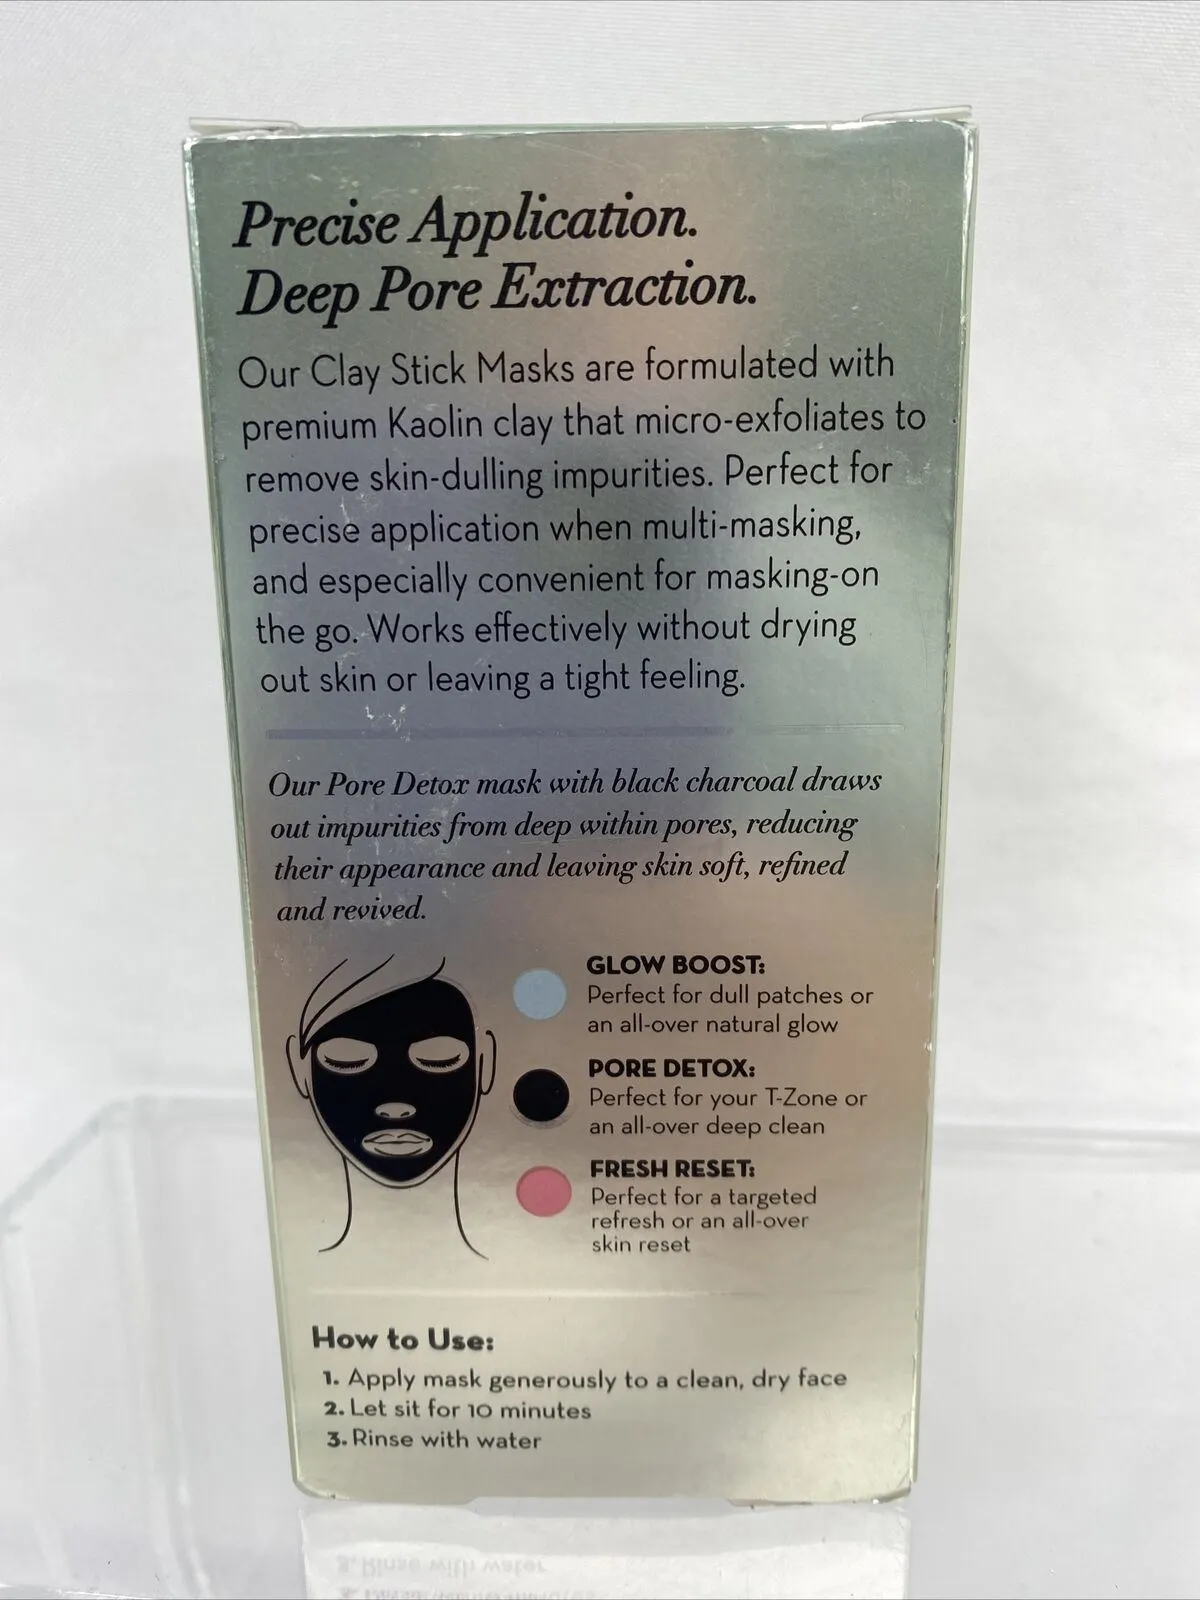 Precise Application.
Deep Pore Extraction.
Our Clay Stick Masks are formulated with
premium Kaolin clay that micro-exfoliates to
remove skin-dulling impurities. Perfect for
precise application when multi-masking,
and especially convenient for masking-on
the go. Works effectively without drying
out skin or leaving a tight feeling.
Our Pore Detox mask with black charcoal draws
out impurities from deep within pores, reducing
their appearance and leaving skin soft, refined
and revived.
GLOW BOOST:
Perfect for dull patches or
an all-over natural glow
PORE DETOX:
Perfect for your T-Zone or
an all-over deep clean
FRESH RESET:
Perfect for a targeted
refresh or an all-over
skin reset
How to Use:
1. Apply mask generously to a clean, dry face
2. Let sit for 10 minutes
3. Rinse with water
3. Rinse with water